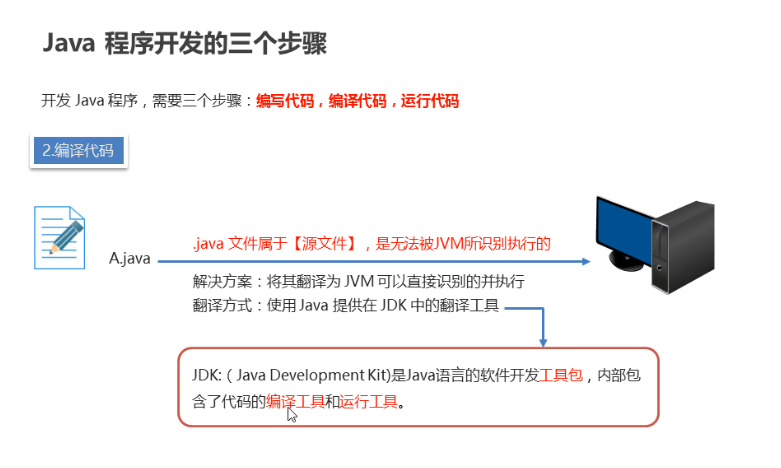 Java 程序开发的三个步骤
开发 Java 程序，需要三个步骤：编写代码，编译代码，运行代码
2.编译代码
.java 文件属于【源文件】，是无法被JVM所识别执行的
A.java
解决方案：将其翻译为 JVM 可以直接识别的并执行
翻译方式：使用 Java 提供在 JDK 中的翻译工具
JDK:（Java Development Kit)是Java语言的软件开发工具包，内部包
含了代码的编译工具和运行工具。